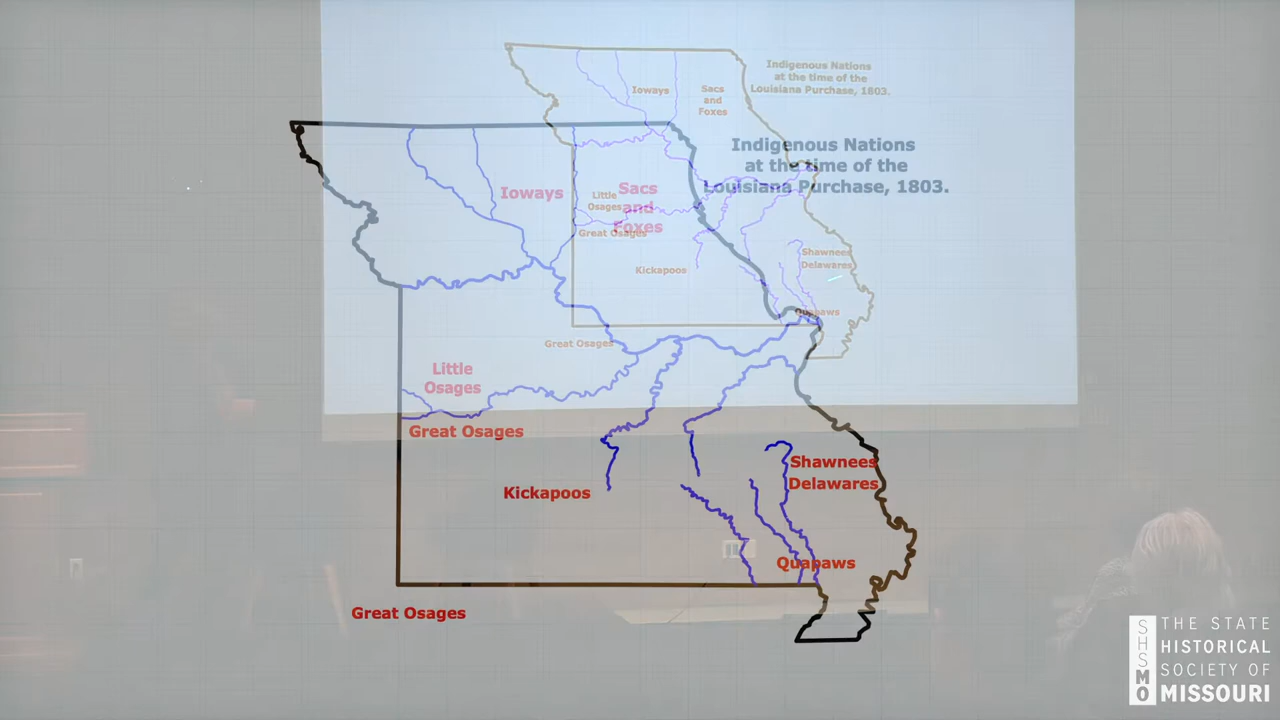 Indigenous Nations
at the time of the
Louisiana Purchase, 1803.
Ioways
Sacs
and
Foxes
Little
Osages
Great Osages
Kickapoos
Shawnees
Delawares
Quapaws
Great Osages
Indigenous Nations
at the time of the
Louisiana Purchase, 1803.
Ioways
Sacs
and
Foxes
Little
Osages
Great Osages
Kickapoos
Shawnees
Delawares
Quapaws
Great Osages
SHSMO
THE STATE
HISTORICAL
SOCIETY OF
MISSOURI